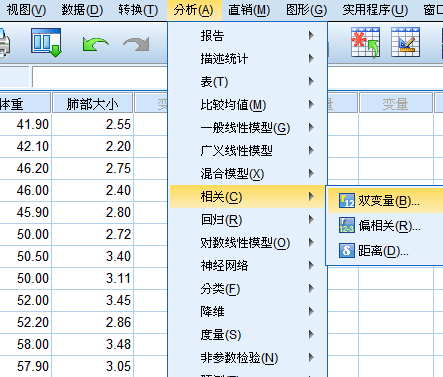 视图(V) 数据(D) 转换(T) 分析(A) 直销(M) 图形(G) 实用程序(U) 窗
体重 肺部大小 变 变量
41.90 2.55
42.10 2.20
46.20 2.75
46.00 2.40
45.90 2.80
50.00 2.72
50.50 3.40
50.00 3.11
52.00 3.45
52.20 2.86
58.00 3.48
57.90 3.05
报告
描述统计
表(T)
比较均值(M)
一般线性模型(G)
广义线性模型
混合模型(X)
相关(C)
回归(R)
对数线性模型(O)
神经网络
分类(F)
降维
度量(S)
非参数检验(N)
双变量(B)...
偏相关(R)...
距离(D)...